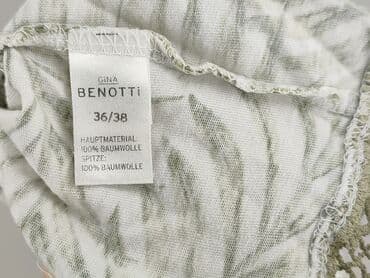 GINA
BENOTTi
36/38
HAUPTMATERIAL:
100% BAUMWOLLE
SPITZE:
100% BAUMWOLLE